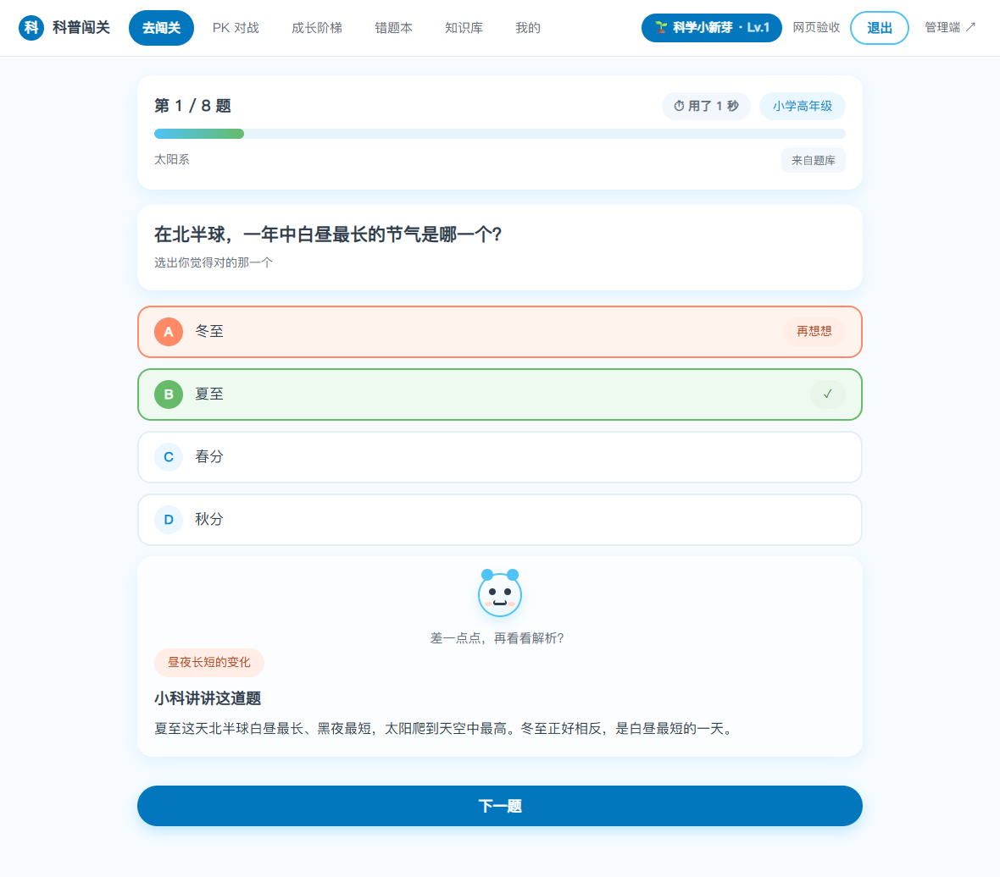 科 科普闯关 去闯关 PK 对战 成长阶梯 错题本 知识库 我的 科学小新芽 · Lv.1 网页验收 退出 管理端 ↗
第 1 / 8 题 用了 1 秒 小学高年级
太阳系 来自题库
在北半球，一年中白昼最长的节气是哪一个？
选出你觉得对的那一个
A 冬至 再想想
B 夏至 ✓
C 春分
D 秋分
差一点点，再看看解析？
昼夜长短的变化
小科讲讲这道题
夏至这天北半球白昼最长、黑夜最短，太阳爬到天空中最高。冬至正好相反，是白昼最短的一天。
下一题